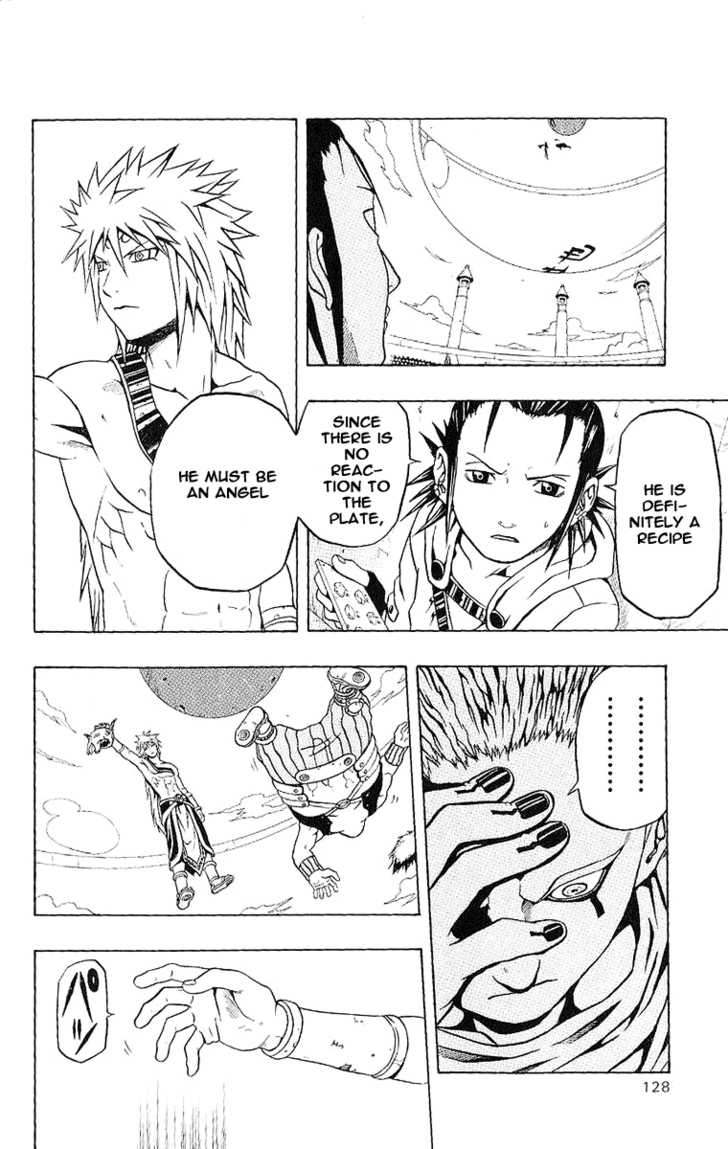 HE IS
DEFI-
NITELY A
RECIPE
SINCE
THERE IS
NO
REAC-
TION TO
THE
PLATE,
HE MUST BE
AN ANGEL
........ ........
パ
128